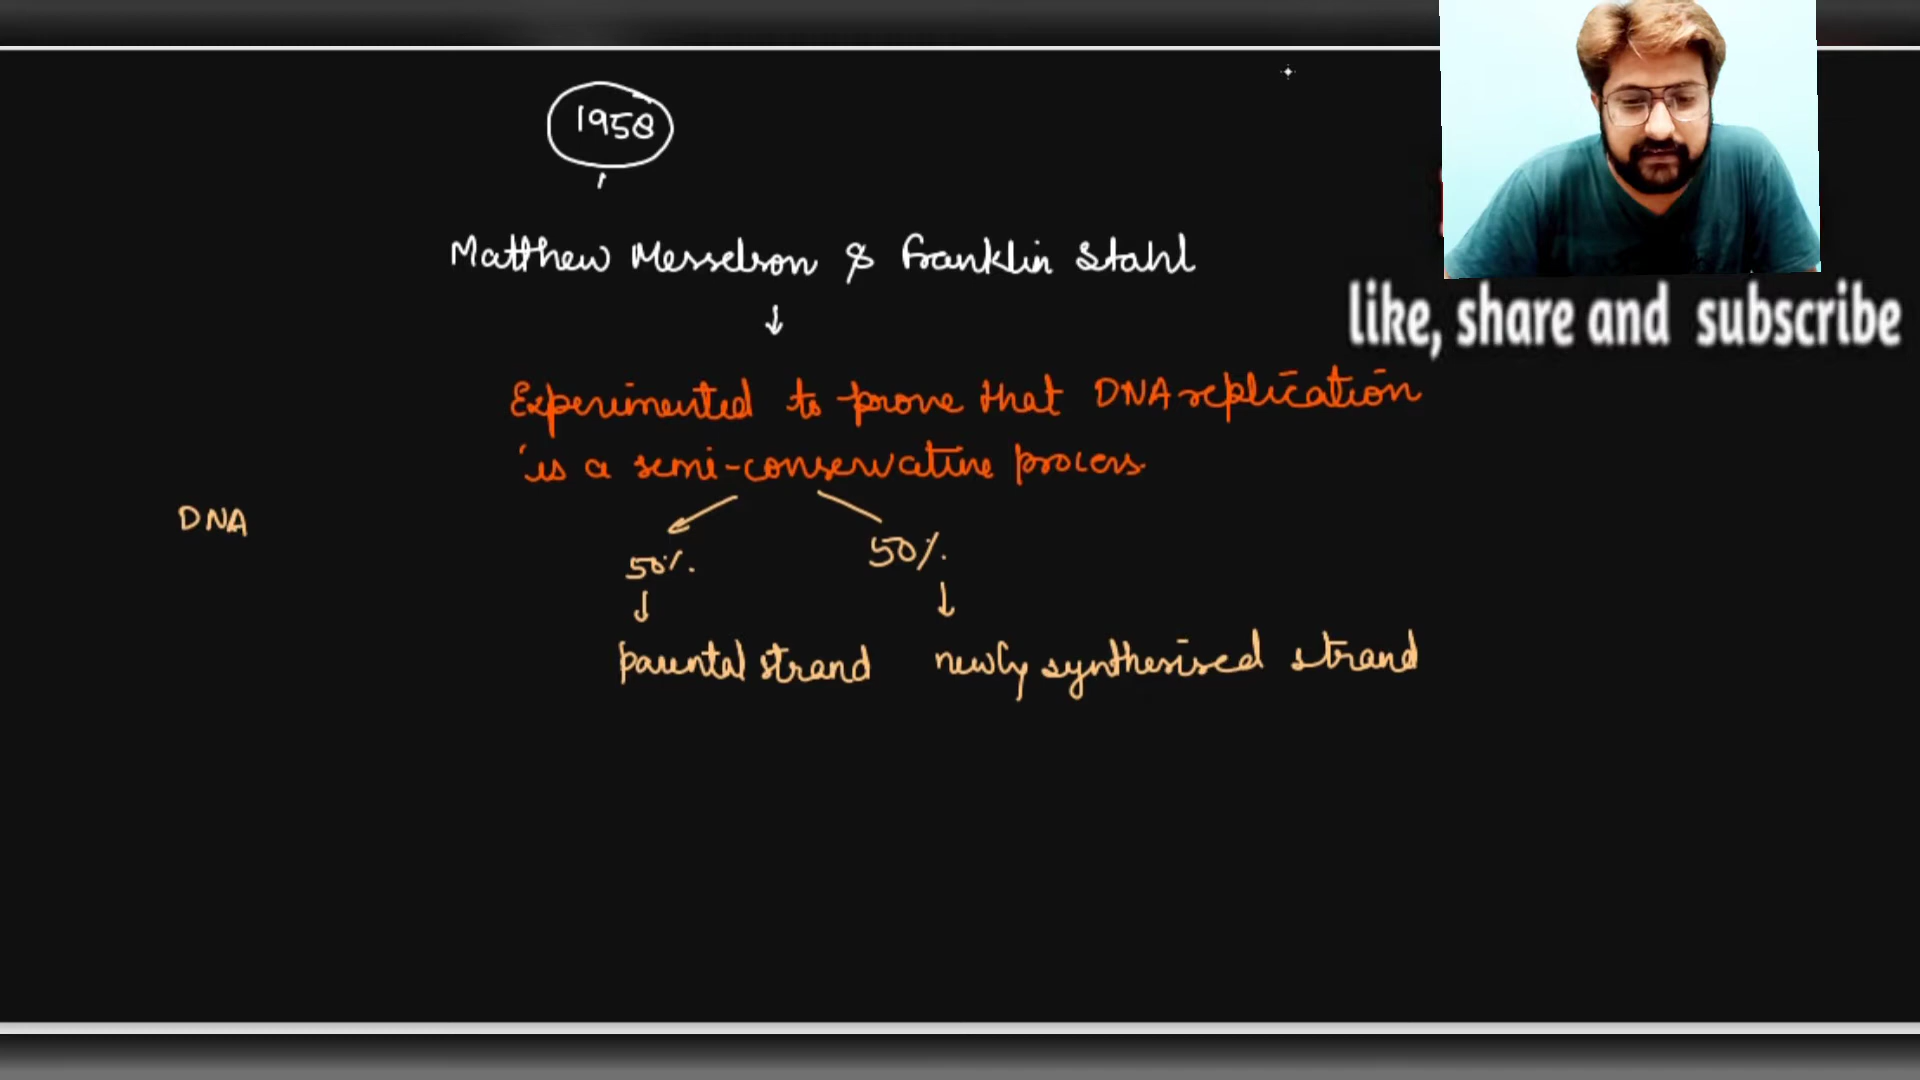 1958
Matthew Messelson & Franklin Stahl
like, share and subscribe
Experimented to prove that DNA replication
is a semi-conservative process.
DNA
50%. 50%.
parental strand newly synthesised strand